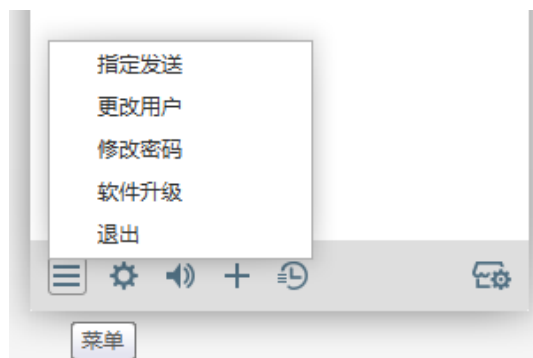 指定发送
更改用户
修改密码
软件升级
退出
菜单